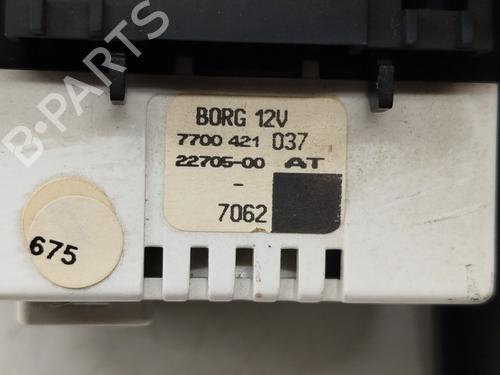 B-PARTS
BORG 12V
7700 421 037
22705-00 AT
-
7062
675